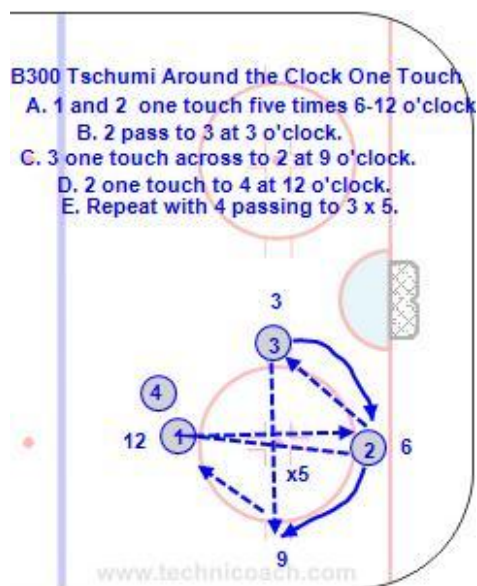 B300 Tschumi Around the Clock One Touch
A. 1 and 2 one touch five times 6-12 o'clock
B. 2 pass to 3 at 3 o'clock.
C. 3 one touch across to 2 at 9 o'clock.
D. 2 one touch to 4 at 12 o'clock.
E. Repeat with 4 passing to 3 x 5.
3
3
4
12
1
2
6
x5
9
www.technicoach.com